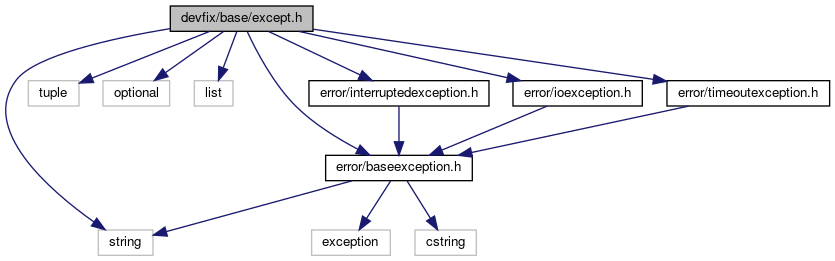 devfix/base/except.h
tuple
optional
list
error/interruptedexception.h
error/ioexception.h
error/timeoutexception.h
error/baseexception.h
string
exception
cstring